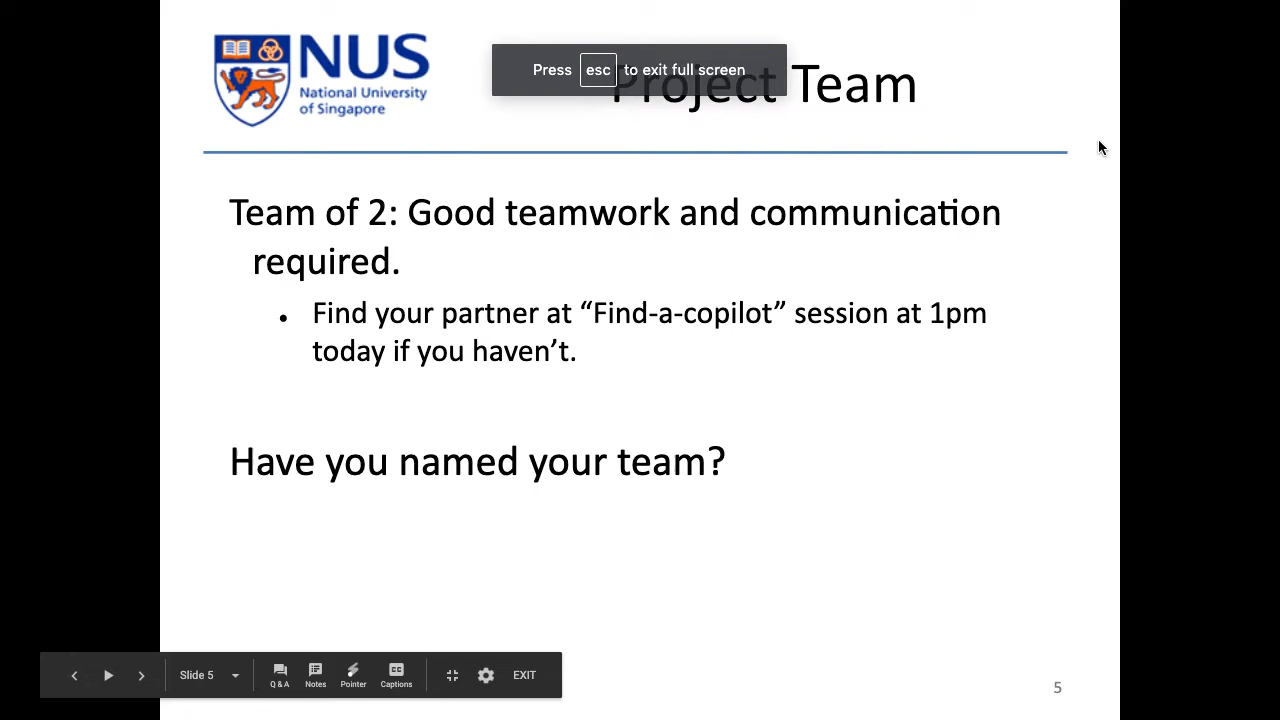 NUS
National University
of Singapore
Press esc to exit full screen
Project Team
Team of 2: Good teamwork and communication
required.
• Find your partner at “Find-a-copilot” session at 1pm
today if you haven’t.
Have you named your team?
Slide 5
Q & A
Notes
Pointer
CC
Captions
EXIT
5